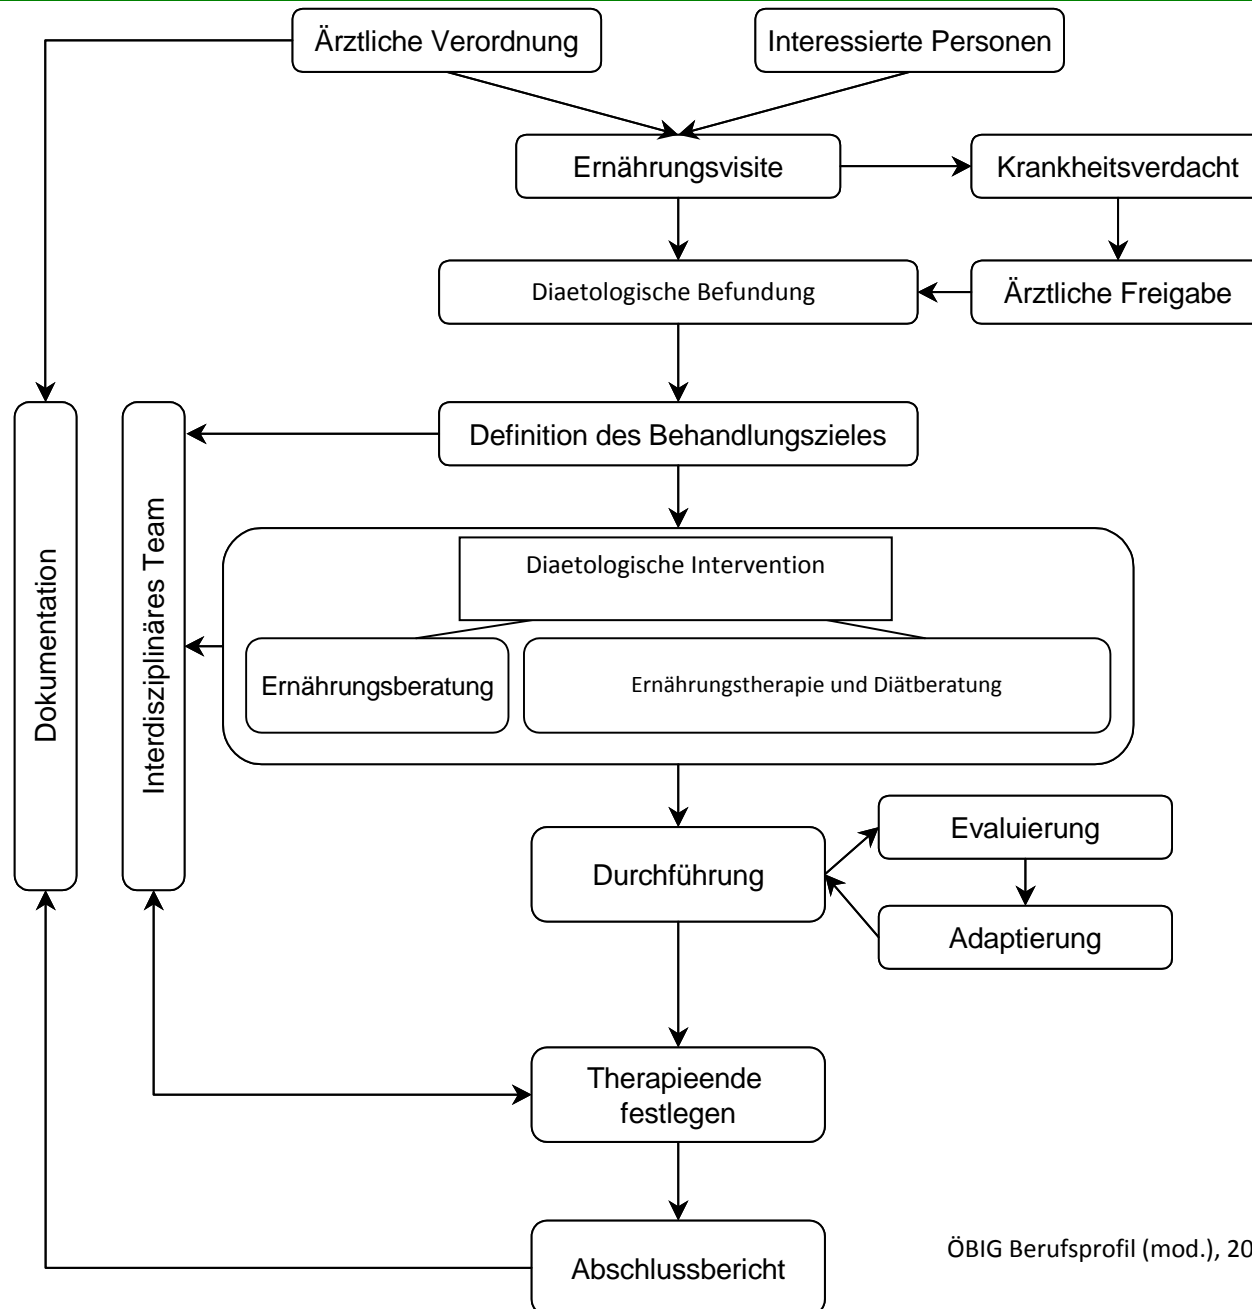 Ärztliche Verordnung
Interessierte Personen
Ernährungsvisite
Krankheitsverdacht
Diaetologische Befundung
Ärztliche Freigabe
Definition des Behandlungszieles
Dokumentation
Interdisziplinäres Team
Diaetologische Intervention
Ernährungsberatung
Ernährungstherapie und Diätberatung
Durchführung
Evaluierung
Adaptierung
Therapieende
festlegen
Abschlussbericht
ÖBIG Berufsprofil (mod.), 20